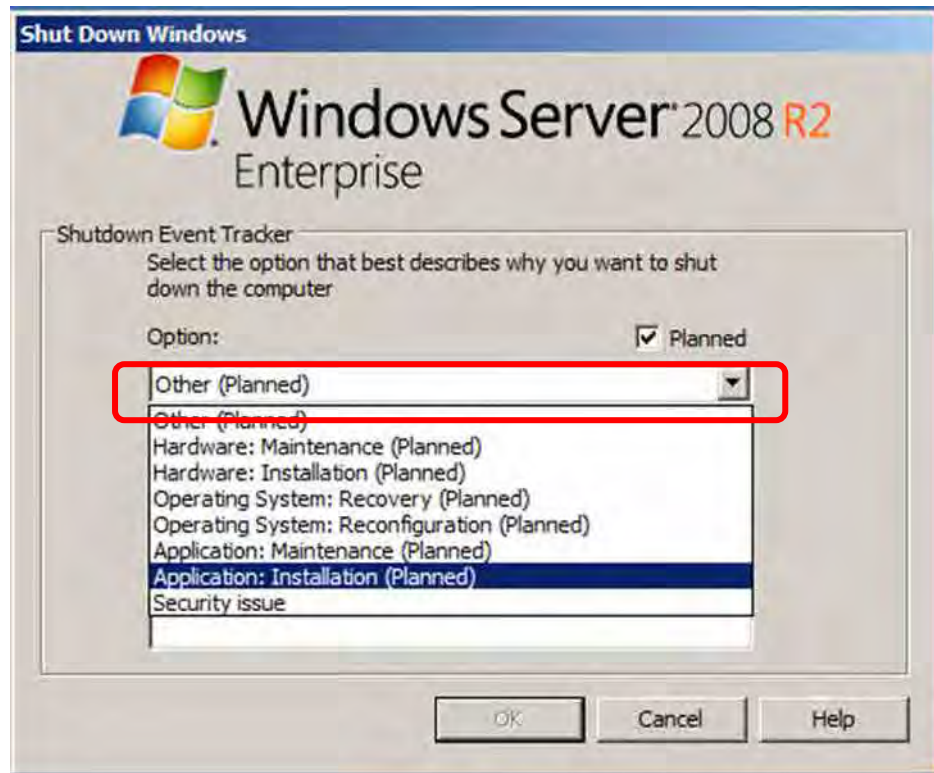 Shut Down Windows
Windows Server 2008 R2
Enterprise
Shutdown Event Tracker
Select the option that best describes why you want to shut
down the computer
Option:
Planned
Other (Planned)
Other (Planned)
Hardware: Maintenance (Planned)
Hardware: Installation (Planned)
Operating System: Recovery (Planned)
Operating System: Reconfiguration (Planned)
Application: Maintenance (Planned)
Application: Installation (Planned)
Security issue
OK
Cancel
Help